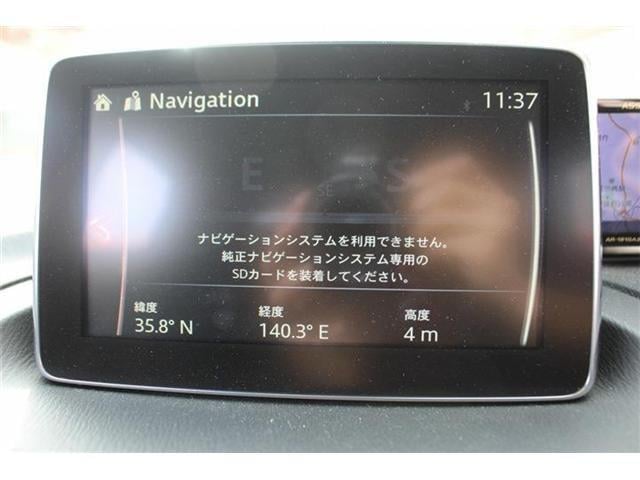 Navigation
11:37
E
SE
S
ナビゲーションシステムを利用できません。
純正ナビゲーションシステム専用の
SDカードを装着してください。
緯度 経度 高度
35.8° N 140.3° E 4 m